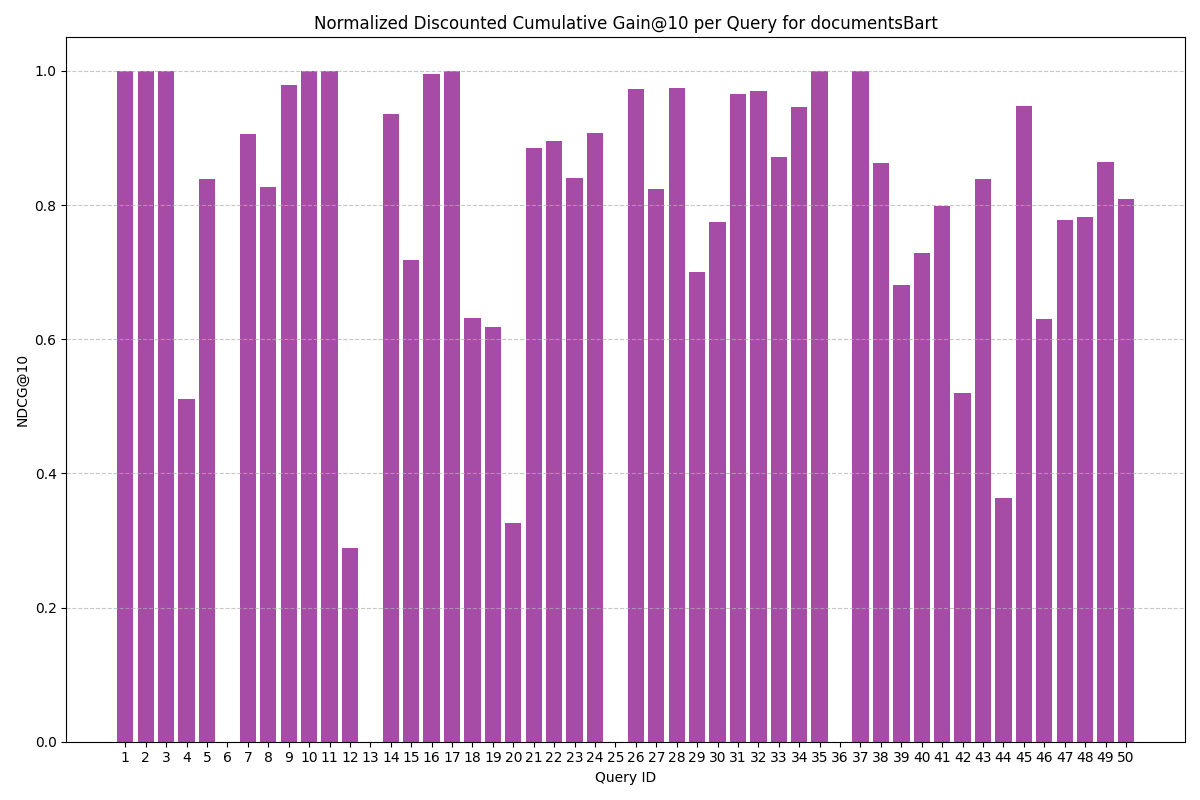 Normalized Discounted Cumulative Gain@10 per Query for documentsBart
NDCG@10
1.0
0.8
0.6
0.4
0.2
0.0
1 2 3 4 5 6 7 8 9 10 11 12 13 14 15 16 17 18 19 20 21 22 23 24 25 26 27 28 29 30 31 32 33 34 35 36 37 38 39 40 41 42 43 44 45 46 47 48 49 50
Query ID